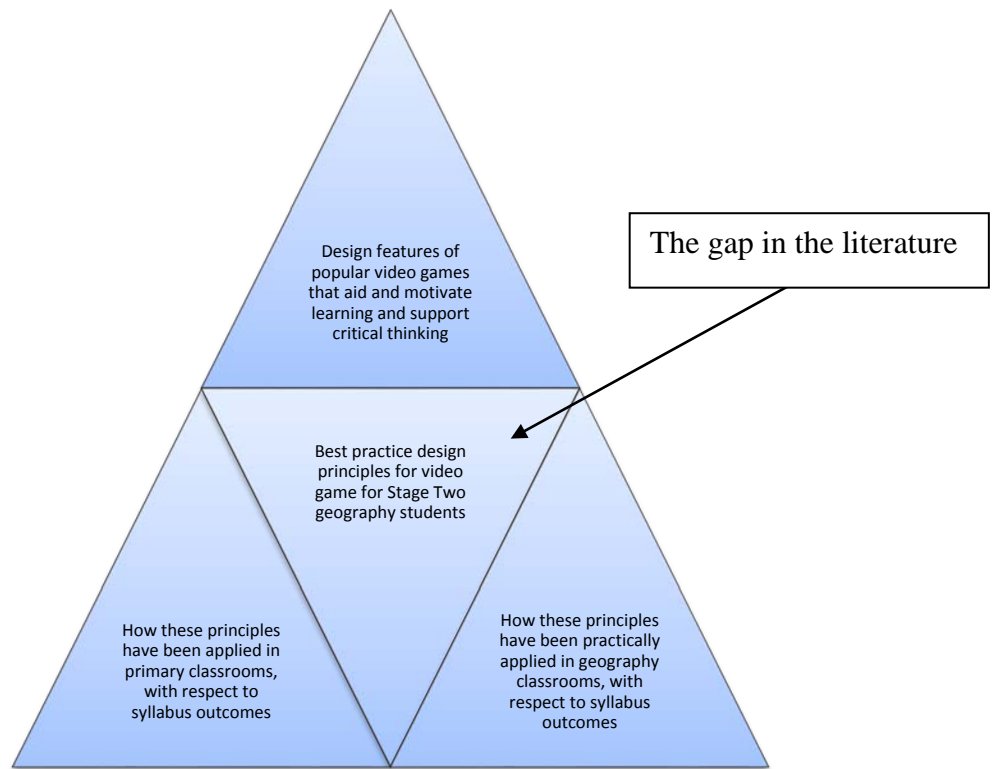 Design features of
popular video games
that aid and motivate
learning and support
critical thinking
The gap in the literature
Best practice design
principles for video
game for Stage Two
geography students
How these principles
have been applied in
primary classrooms,
with respect to
syllabus outcomes
How these principles
have been practically
applied in geography
classrooms, with
respect to syllabus
outcomes